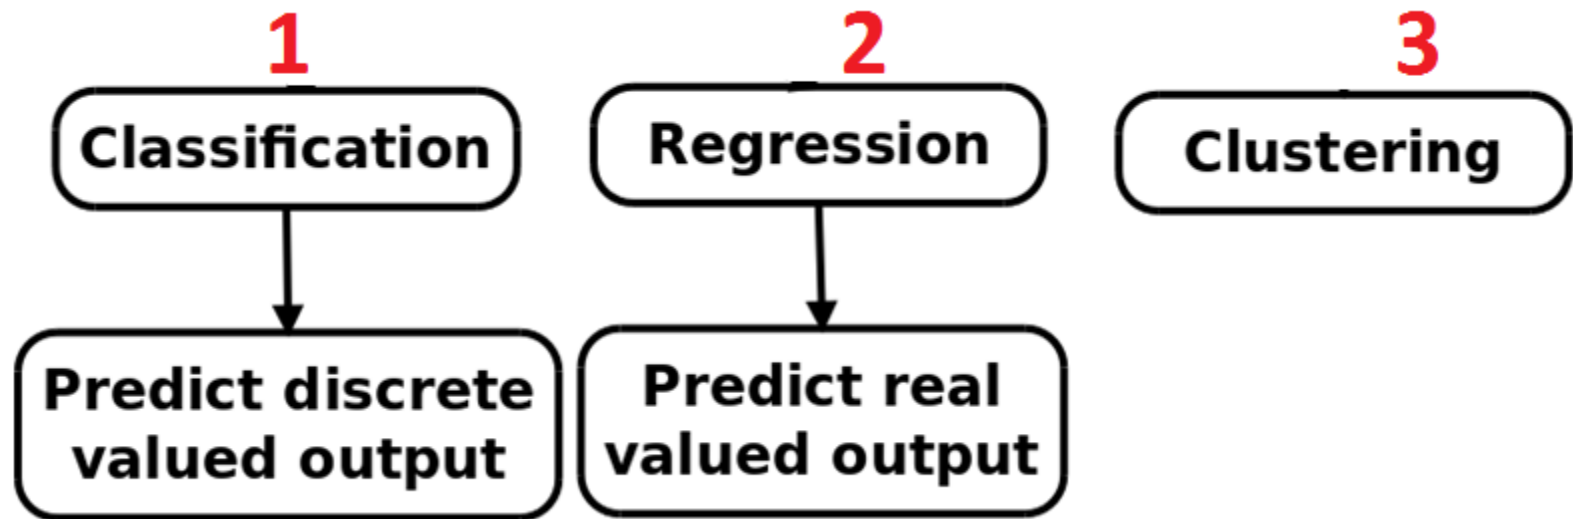 1
2
3
Classification
Regression
Clustering
Predict discrete
valued output
Predict real
valued output